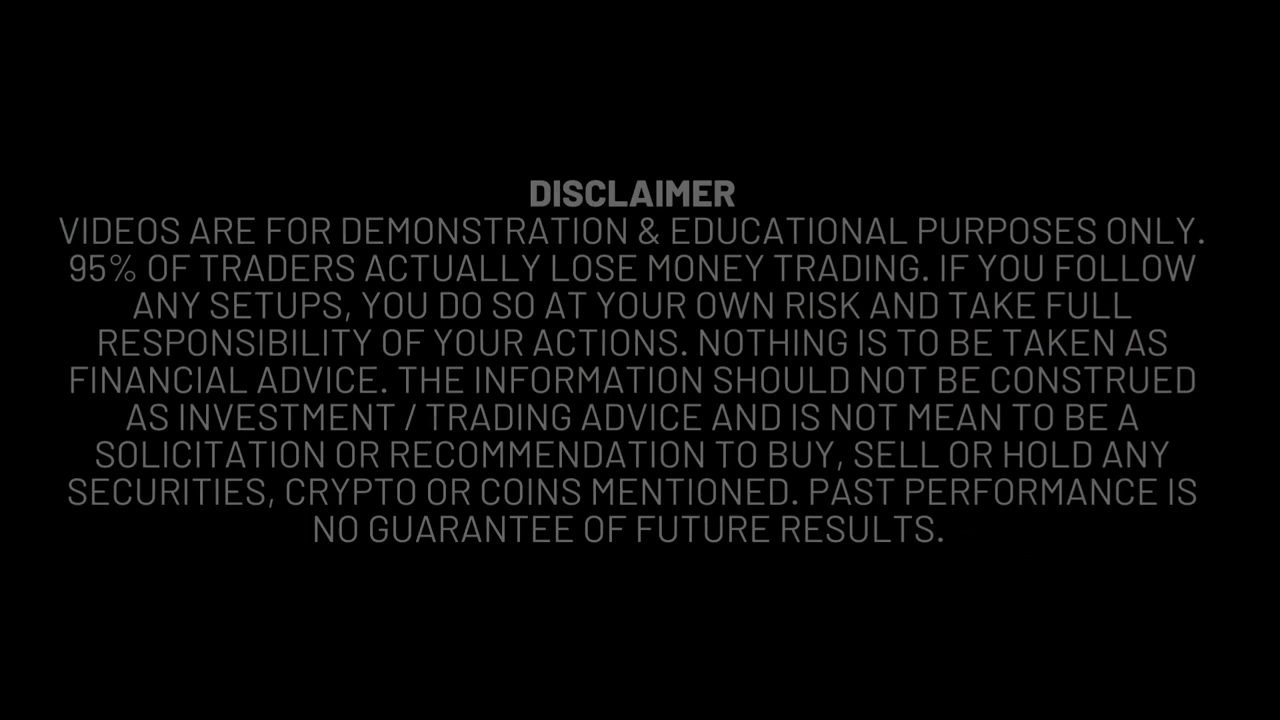 DISCLAIMER
VIDEOS ARE FOR DEMONSTRATION & EDUCATIONAL PURPOSES ONLY.
95% OF TRADERS ACTUALLY LOSE MONEY TRADING. IF YOU FOLLOW
ANY SETUPS, YOU DO SO AT YOUR OWN RISK AND TAKE FULL
RESPONSIBILITY OF YOUR ACTIONS. NOTHING IS TO BE TAKEN AS
FINANCIAL ADVICE. THE INFORMATION SHOULD NOT BE CONSTRUED
AS INVESTMENT / TRADING ADVICE AND IS NOT MEAN TO BE A
SOLICITATION OR RECOMMENDATION TO BUY, SELL OR HOLD ANY
SECURITIES, CRYPTO OR COINS MENTIONED. PAST PERFORMANCE IS
NO GUARANTEE OF FUTURE RESULTS.